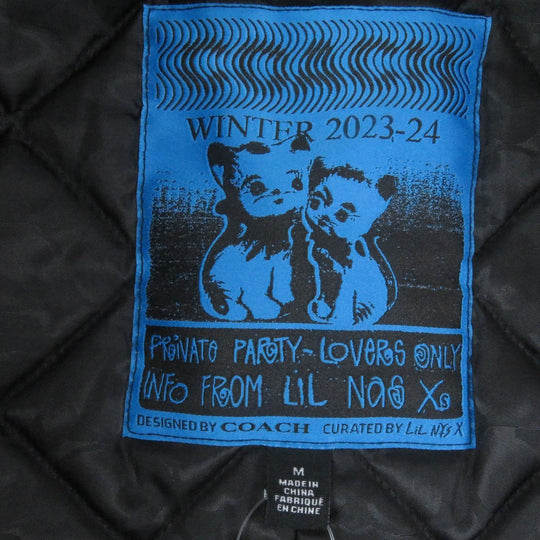 WINTER 2023-24
PRIVATE PARTY-LOVERS ONLY
INFO FROM LIL NAS X
DESIGNED BY COACH CURATED BY LIL NAS X
M
MADE IN
CHINA
FABRIQUÉ
EN CHINE